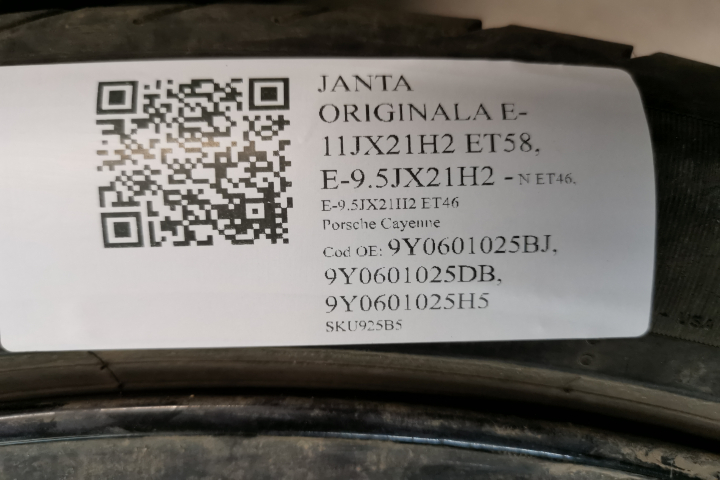 JANTA
ORIGINALA E-
11JX21H2 ET58,
E-9.5JX21H2 - N ET46,
E-9.5JX21H2 ET46
Porsche Cayenne
Cod OE: 9Y0601025BJ,
9Y0601025DB,
9Y0601025H5
SKU925B5